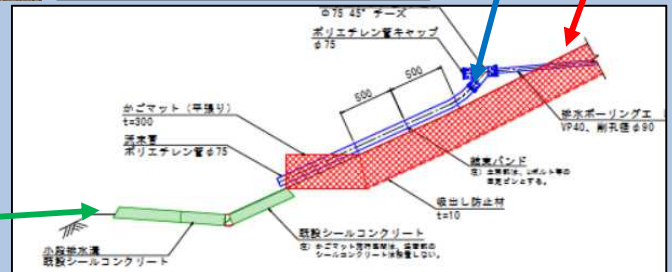 φ75 45° チーズ
ポリエチレン管キャップ
φ75
500
500
かごマット（平張り）
t=300
流末管
ポリエチレン管φ75
排水ボーリング工（
VP40、削孔径φ90
結束バンド
吸出し防止材
t=10
既設シールコンクリート
小段排水溝
既設シールコンクリート